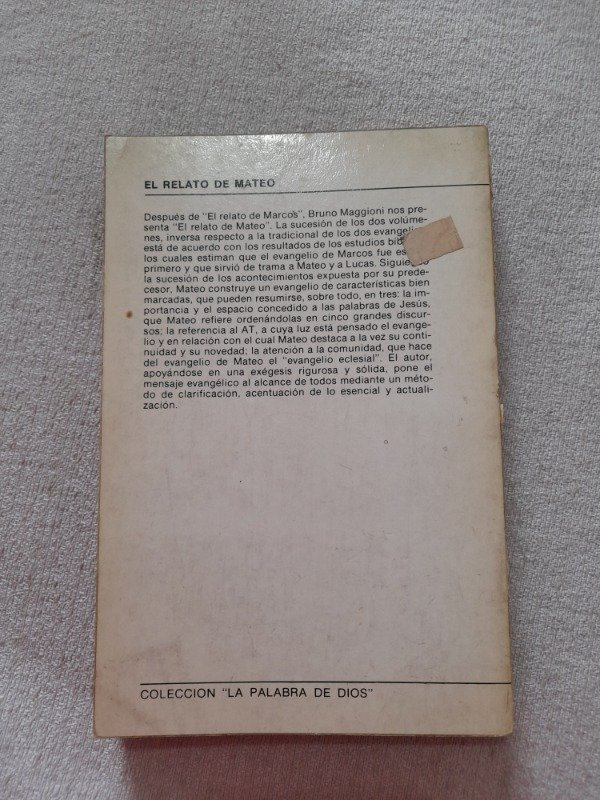 EL RELATO DE MATEO
Después de "El relato de Marcos", Bruno Maggioni nos pre-
senta "El relato de Mateo". La sucesión de los dos volúme-
nes, inversa respecto a la tradicional de los dos evangelios,
está de acuerdo con los resultados de los estudios
los cuales estiman que el evangelio de Marcos fue
primero y que sirvió de trama a Mateo y a Lucas. Siguiendo
la sucesión de los acontecimientos expuesta por su prede-
cesor, Mateo construye un evangelio de características bien
marcadas, que pueden resumirse, sobre todo, en tres: la im-
portancia y el espacio concedido a las palabras de Jesús,
que Mateo refiere ordenándolas en cinco grandes discur-
sos; la referencia al AT, a cuya luz está pensado el evange-
lio y en relación con el cual Mateo destaca a la vez su con-
tinuidad y su novedad; la atención a la comunidad, que hace
del evangelio de Mateo el "evangelio eclesial". El autor,
apoyándose en una exégesis rigurosa y sólida, pone el
mensaje evangélico al alcance de todos mediante un méto-
do de clarificación, acentuación de lo esencial y actuali-
zación.
COLECCION "LA PALABRA DE DIOS"